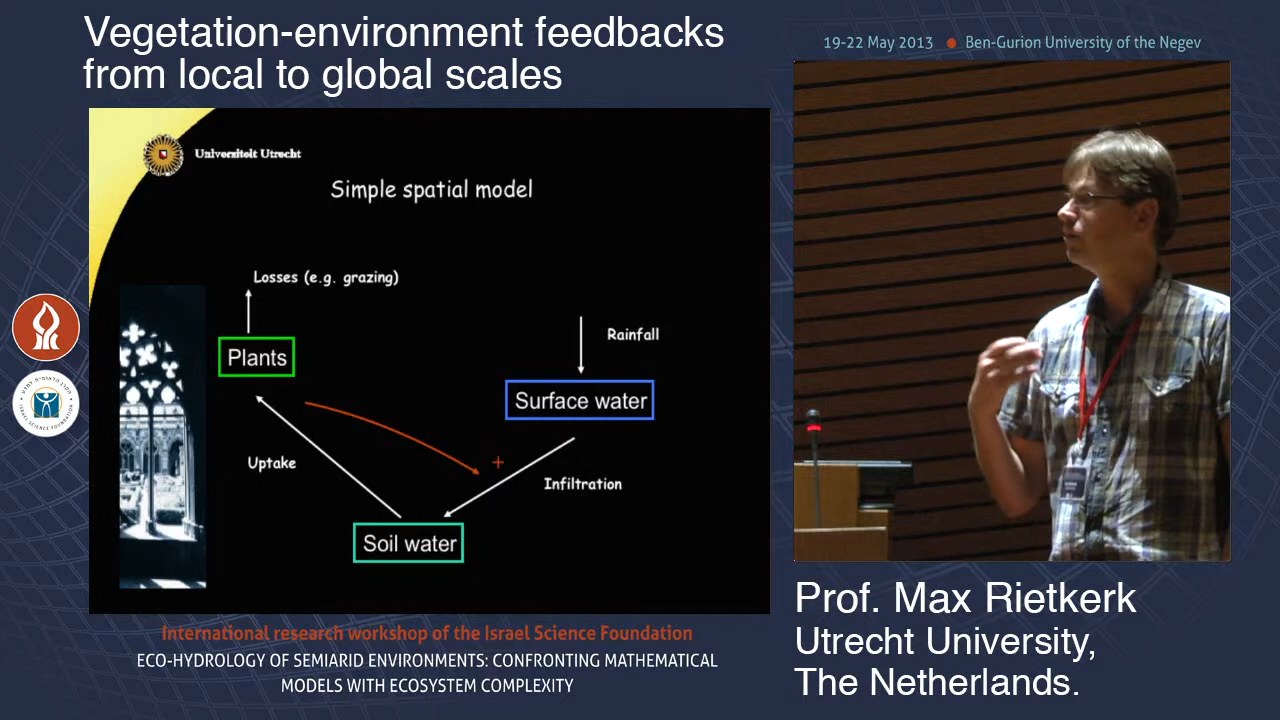 Vegetation-environment feedbacks
from local to global scales
19-22 May 2013 ● Ben-Gurion University of the Negev
Universiteit Utrecht
Simple spatial model
Losses (e.g. grazing)
Rainfall
Plants
Surface water
+
Uptake
Infiltration
Soil water
Prof. Max Rietkerk
Utrecht University,
The Netherlands.
International research workshop of the Israel Science Foundation
ECO-HYDROLOGY OF SEMIARID ENVIRONMENTS: CONFRONTING MATHEMATICAL
MODELS WITH ECOSYSTEM COMPLEXITY